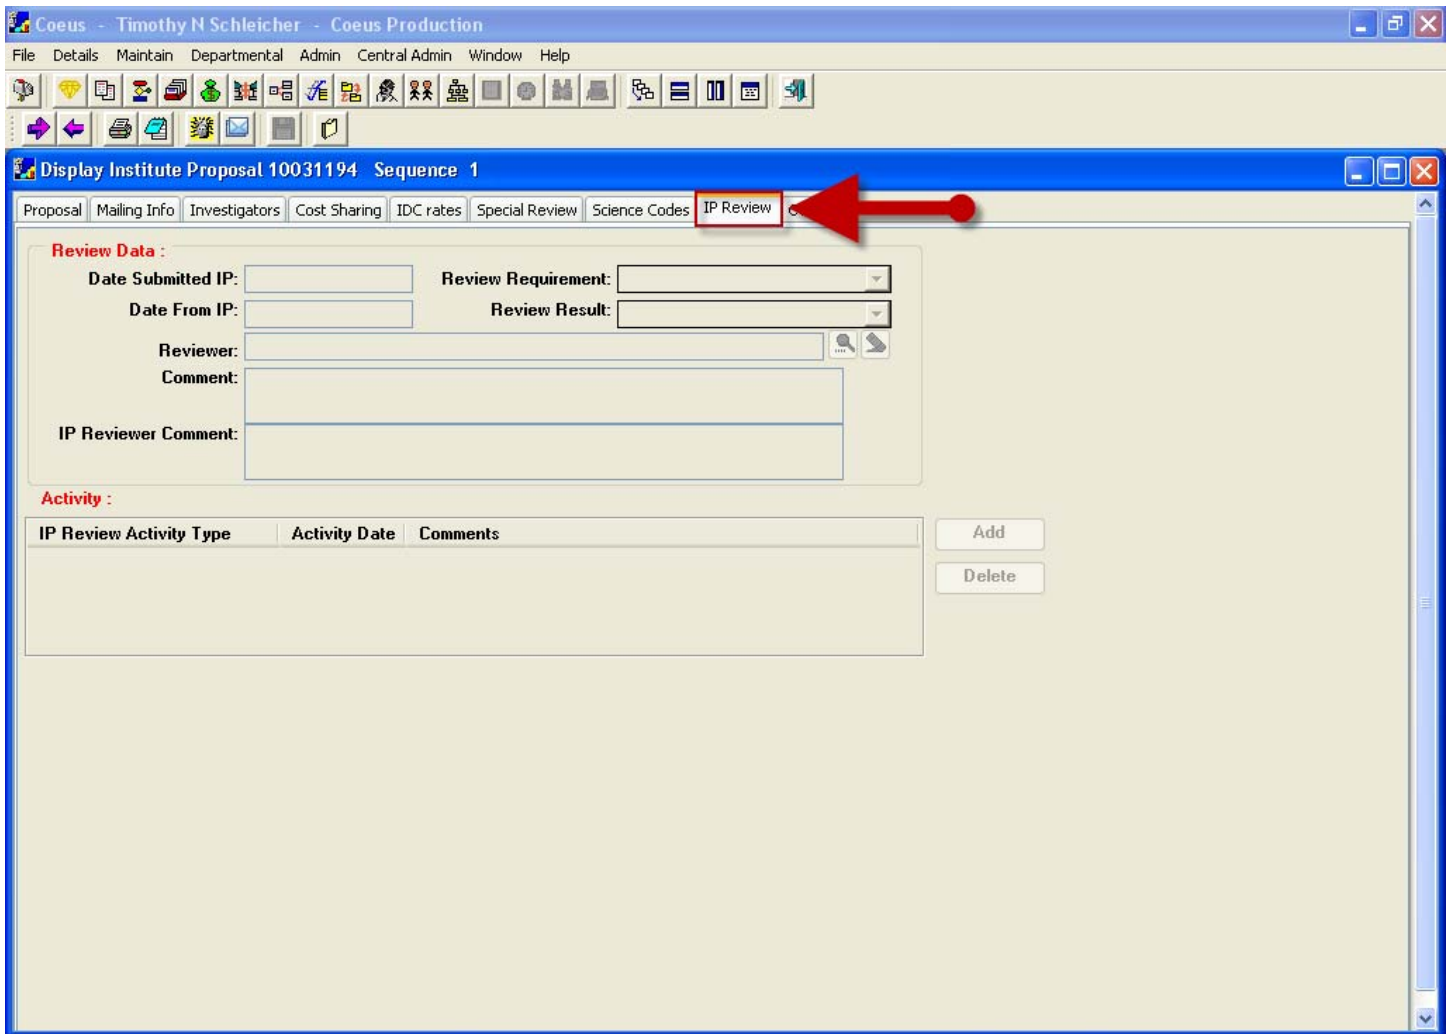 Coeus - Timothy N Schleicher - Coeus Production
File Details Maintain Departmental Admin Central Admin Window Help
Display Institute Proposal 10031194 Sequence 1
Proposal Mailing Info Investigators Cost Sharing IDC rates Special Review Science Codes IP Review
Review Data :
Date Submitted IP: Review Requirement:
Date From IP: Review Result:
Reviewer:
Comment:
IP Reviewer Comment:
Activity :
IP Review Activity Type Activity Date Comments Add
Delete